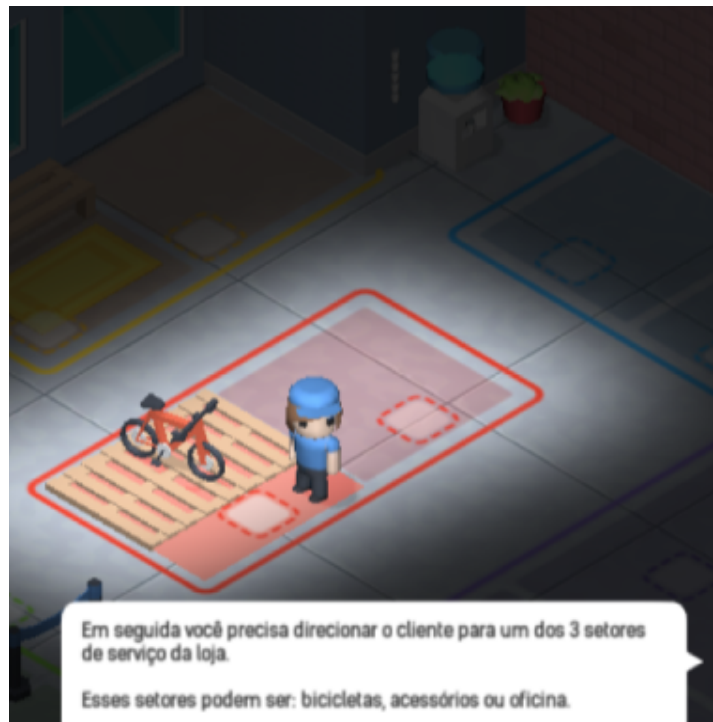 Em seguida você precisa direcionar o cliente para um dos 3 setores
de serviço da loja.
Esses setores podem ser: bicicletas, acessórios ou oficina.